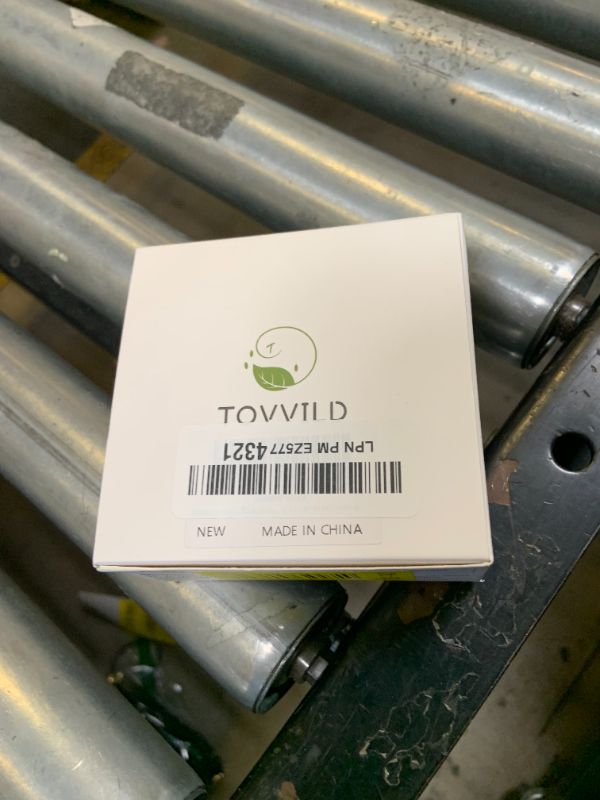 T
TOVVILD
LPN PM EZ577 4321
NEW MADE IN CHINA